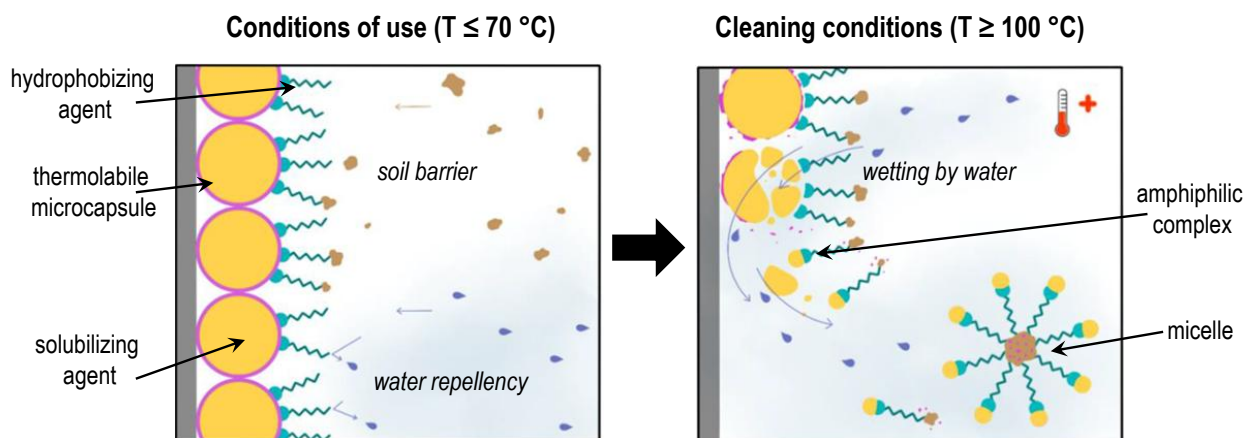 Conditions of use (T ≤ 70 °C)
Cleaning conditions (T ≥ 100 °C)
hydrophobizing
agent
thermolabile
microcapsule
solubilizing
agent
soil barrier
water repellency
wetting by water
amphiphilic
complex
micelle